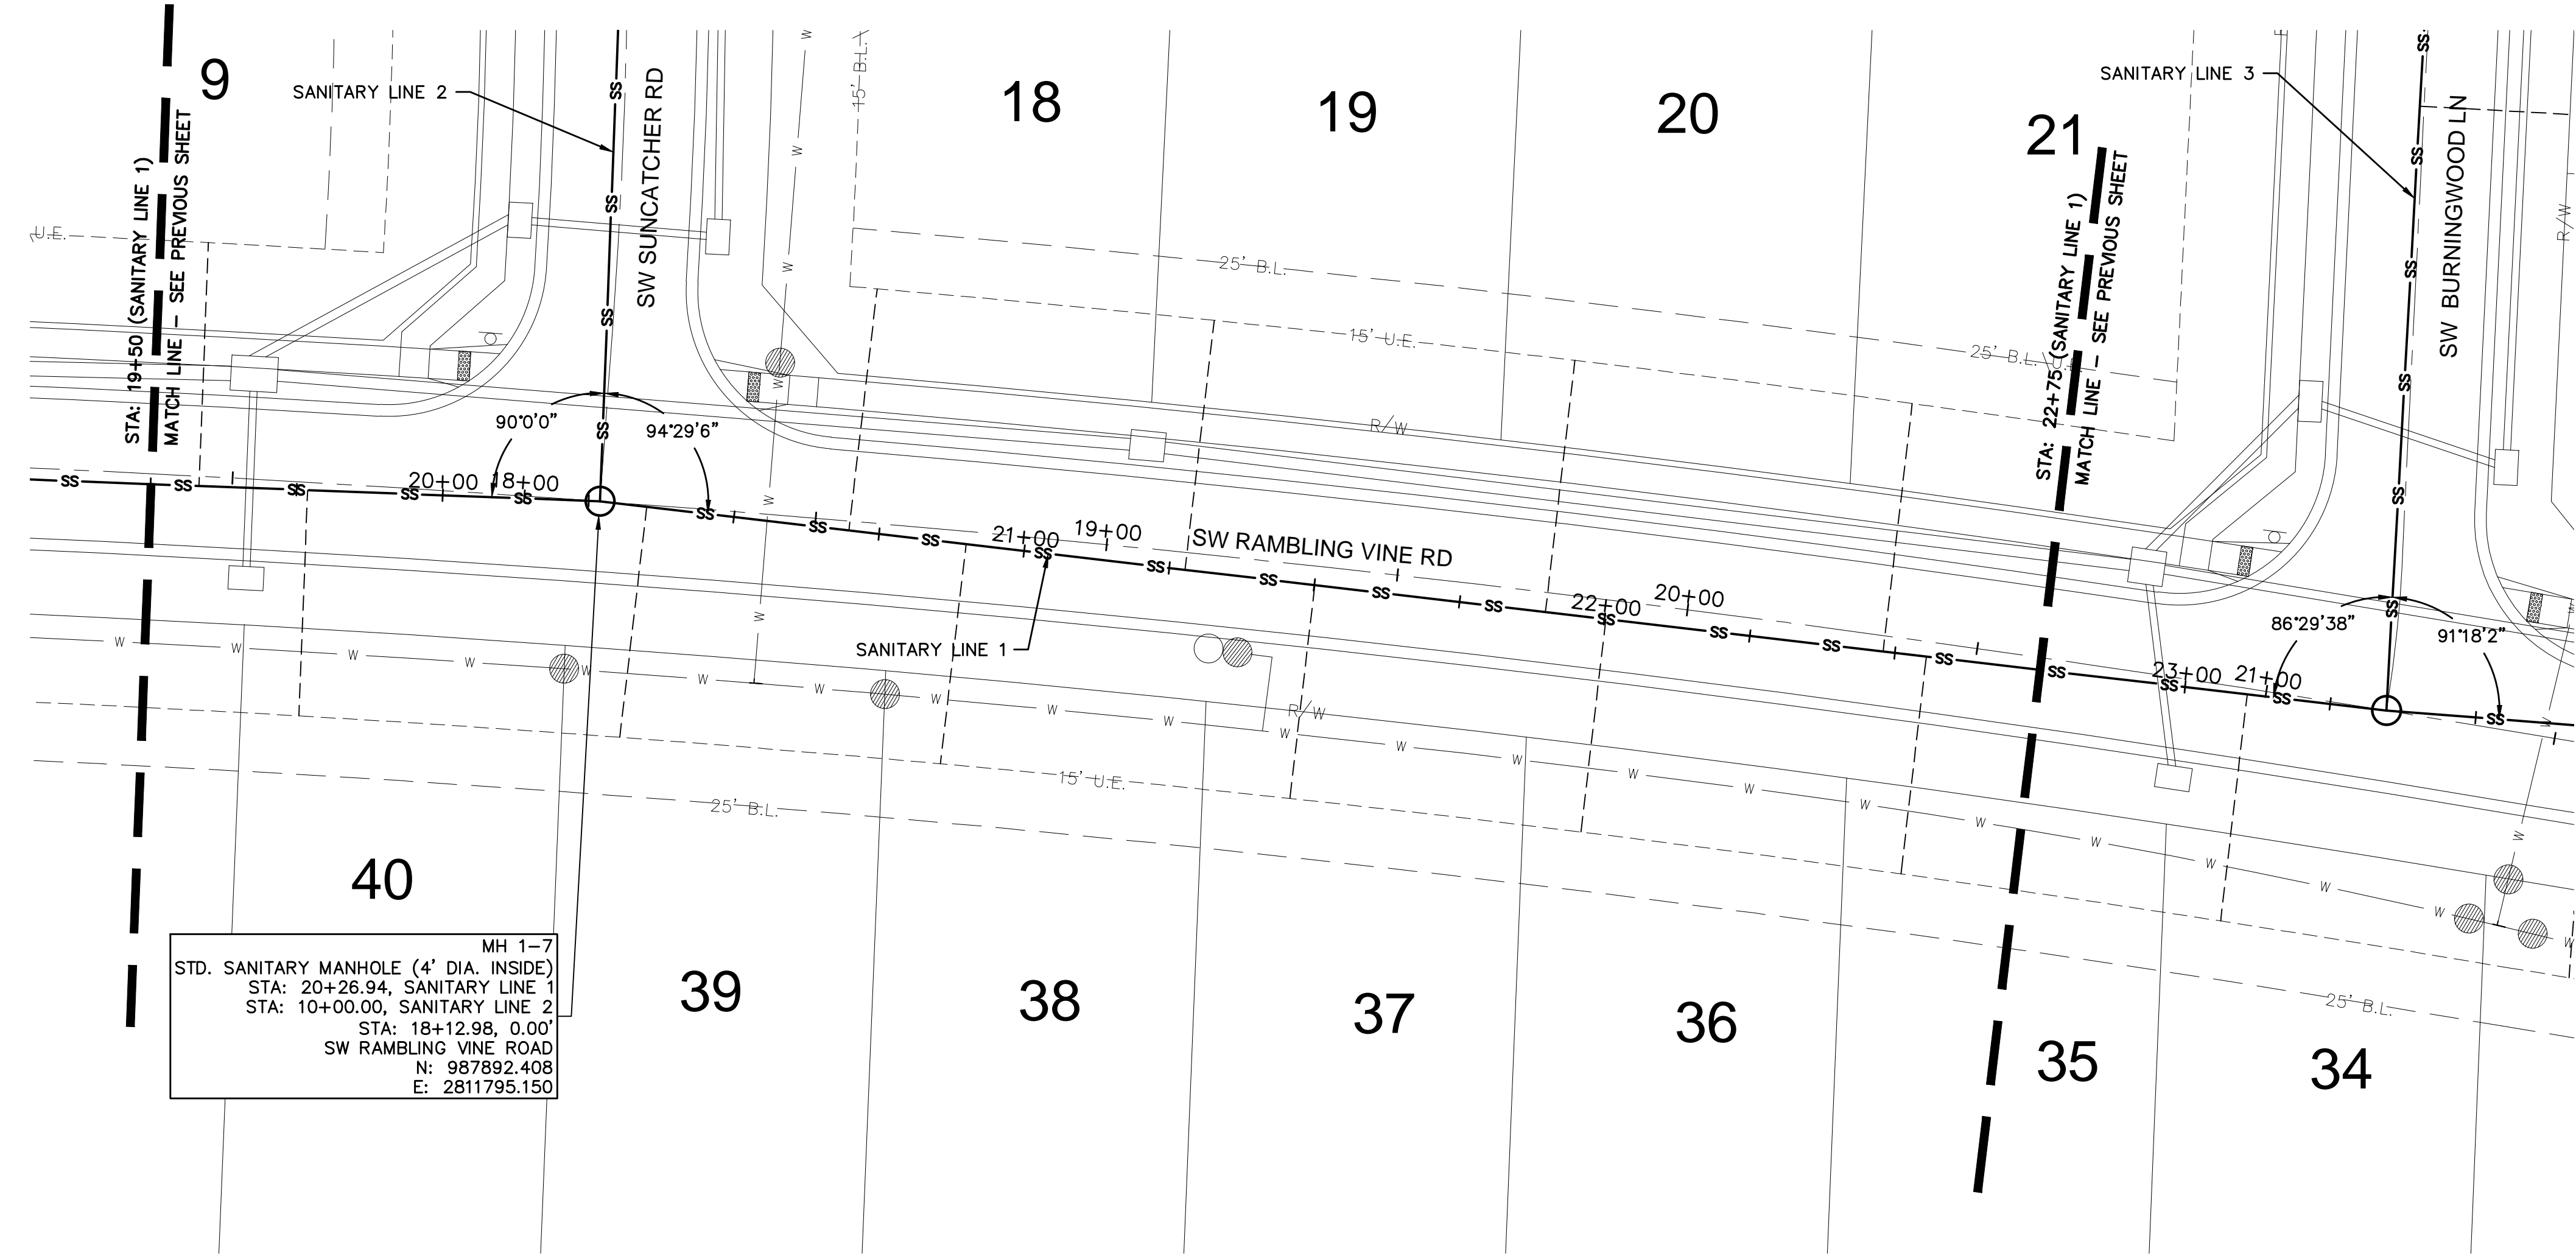 9
SANITARY LINE 2
SW SUNCATCHER RD
15' B.L.
18
19
20
21
SANITARY LINE 3
SW BURNINGWOOD LN
R/W
STA: 19+50 (SANITARY LINE 1)
MATCH LINE - SEE PREVIOUS SHEET
U.E.
25' B.L.
15' U.E.
25' B.L.
R/W
STA: 22+75 (SANITARY LINE 1)
MATCH LINE - SEE PREVIOUS SHEET
90°0'0"
94°29'6"
20+00
18+00
21+00
19+00
SW RAMBLING VINE RD
22+00
20+00
86°29'38"
91°18'2"
23+00
21+00
SANITARY LINE 1
R/W
15' U.E.
25' B.L.
25' B.L.
40
39
38
37
36
35
34
MH 1-7
STD. SANITARY MANHOLE (4' DIA. INSIDE)
STA: 20+26.94, SANITARY LINE 1
STA: 10+00.00, SANITARY LINE 2
STA: 18+12.98, 0.00'
SW RAMBLING VINE ROAD
N: 987892.408
E: 2811795.150